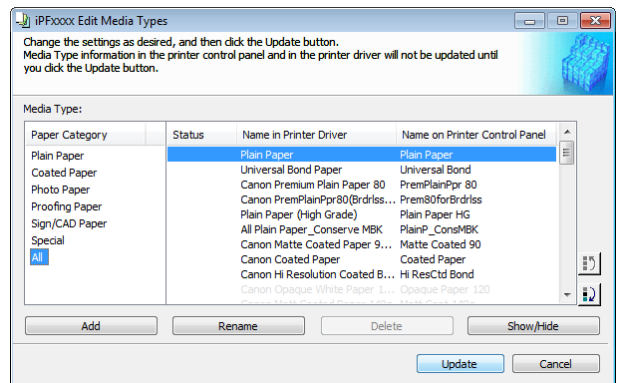 iPFxxxx Edit Media Types
Change the settings as desired, and then click the Update button.
Media Type information in the printer control panel and in the printer driver will not be updated until
you click the Update button.
Media Type:
Paper Category Status Name in Printer Driver Name on Printer Control Panel
Plain Paper
Coated Paper
Photo Paper
Proofing Paper
Sign/CAD Paper
Special
All
Plain Paper Plain Paper
Universal Bond Paper Universal Bond
Canon Premium Plain Paper 80 PremPlainPpr 80
Canon PremPlainPpr80(Brdrlss... Prem80forBrdrlss
Plain Paper (High Grade) Plain Paper HG
All Plain Paper_Conserve MBK PlainP_ConsMBK
Canon Matte Coated Paper 9... Matte Coated 90
Canon Coated Paper Coated Paper
Canon Hi Resolution Coated B... Hi ResCtd Bond
Canon Opaque White Paper 1... Opaque Paper 120
Add Rename Delete Show/Hide
Update Cancel